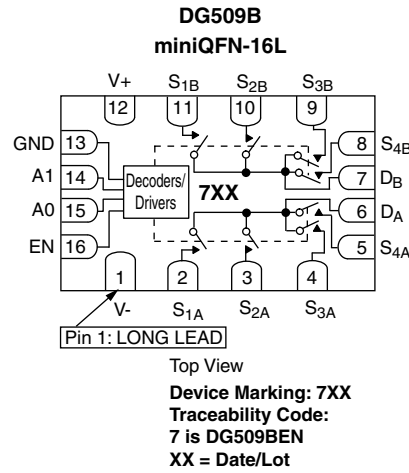 DG509B
miniQFN-16L
V+ S1B S2B S3B
12 11 10 9
GND 13
8 S4B
A1 14
Decoders/
Drivers
7XX
7 DB
A0 15
6 DA
EN 16
5 S4A
1 2 3 4
V- S1A S2A S3A
Pin 1: LONG LEAD
Top View
Device Marking: 7XX
Traceability Code:
7 is DG509BEN
XX = Date/Lot